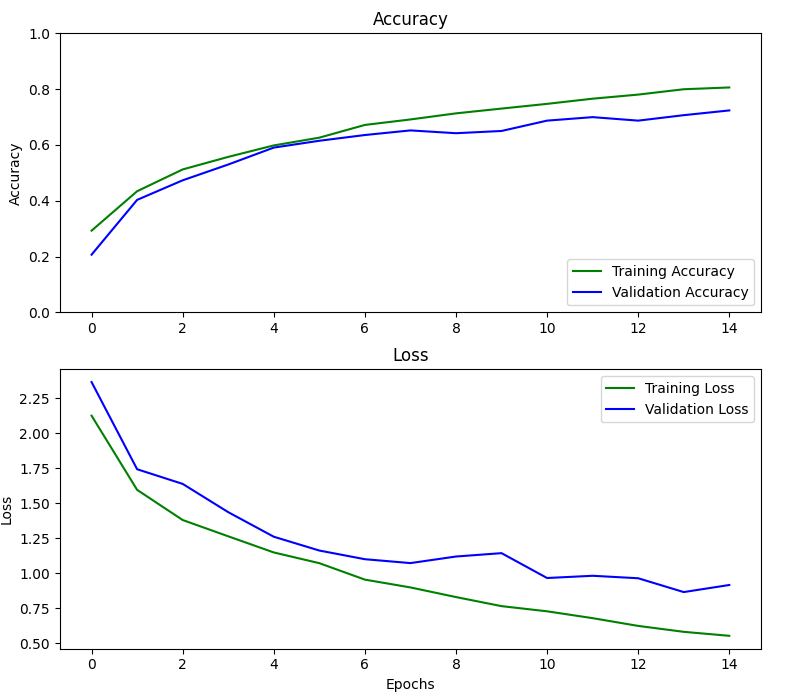 Accuracy
1.0
0.8
0.6
0.4
0.2
0.0
Accuracy
Training Accuracy
Validation Accuracy
0 2 4 6 8 10 12 14
Loss
2.25
2.00
1.75
1.50
1.25
1.00
0.75
0.50
Loss
Training Loss
Validation Loss
0 2 4 6 8 10 12 14
Epochs